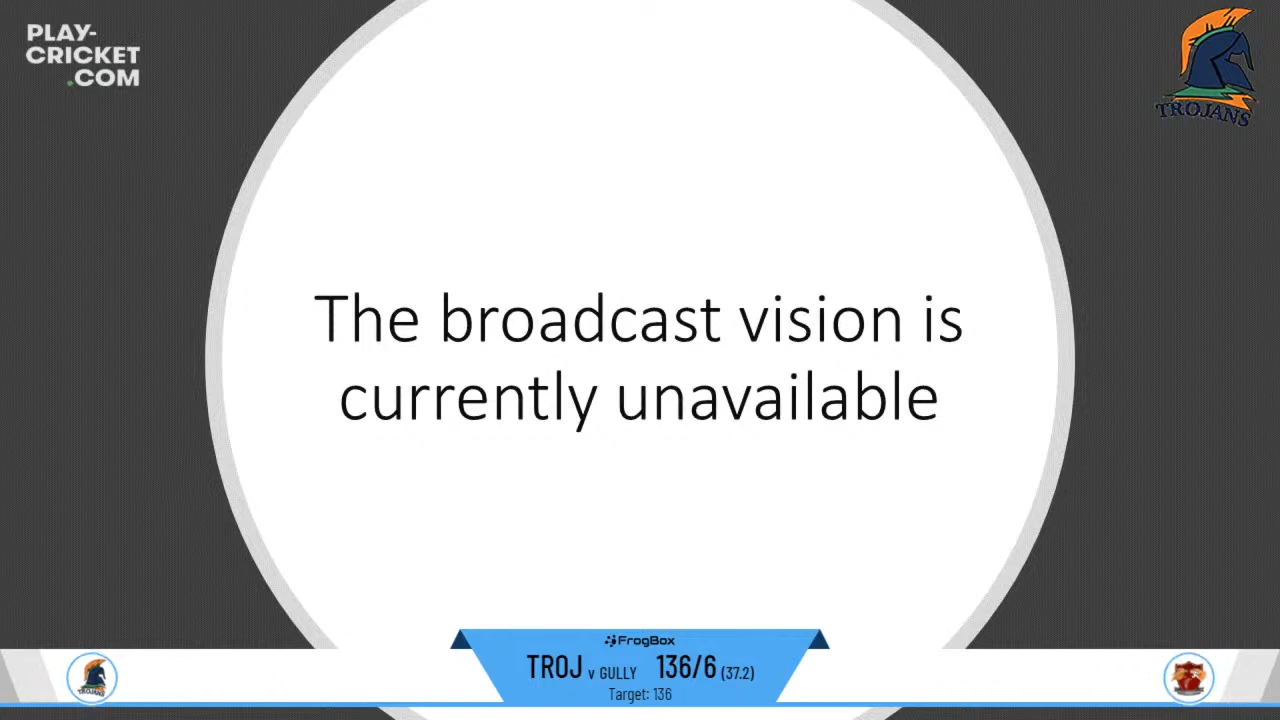 PLAY-
CRICKET
.COM
TROJANS
The broadcast vision is
currently unavailable
FrogBox
TROJ v GULLY 136/6 (37.2)
Target: 136
TROJANS